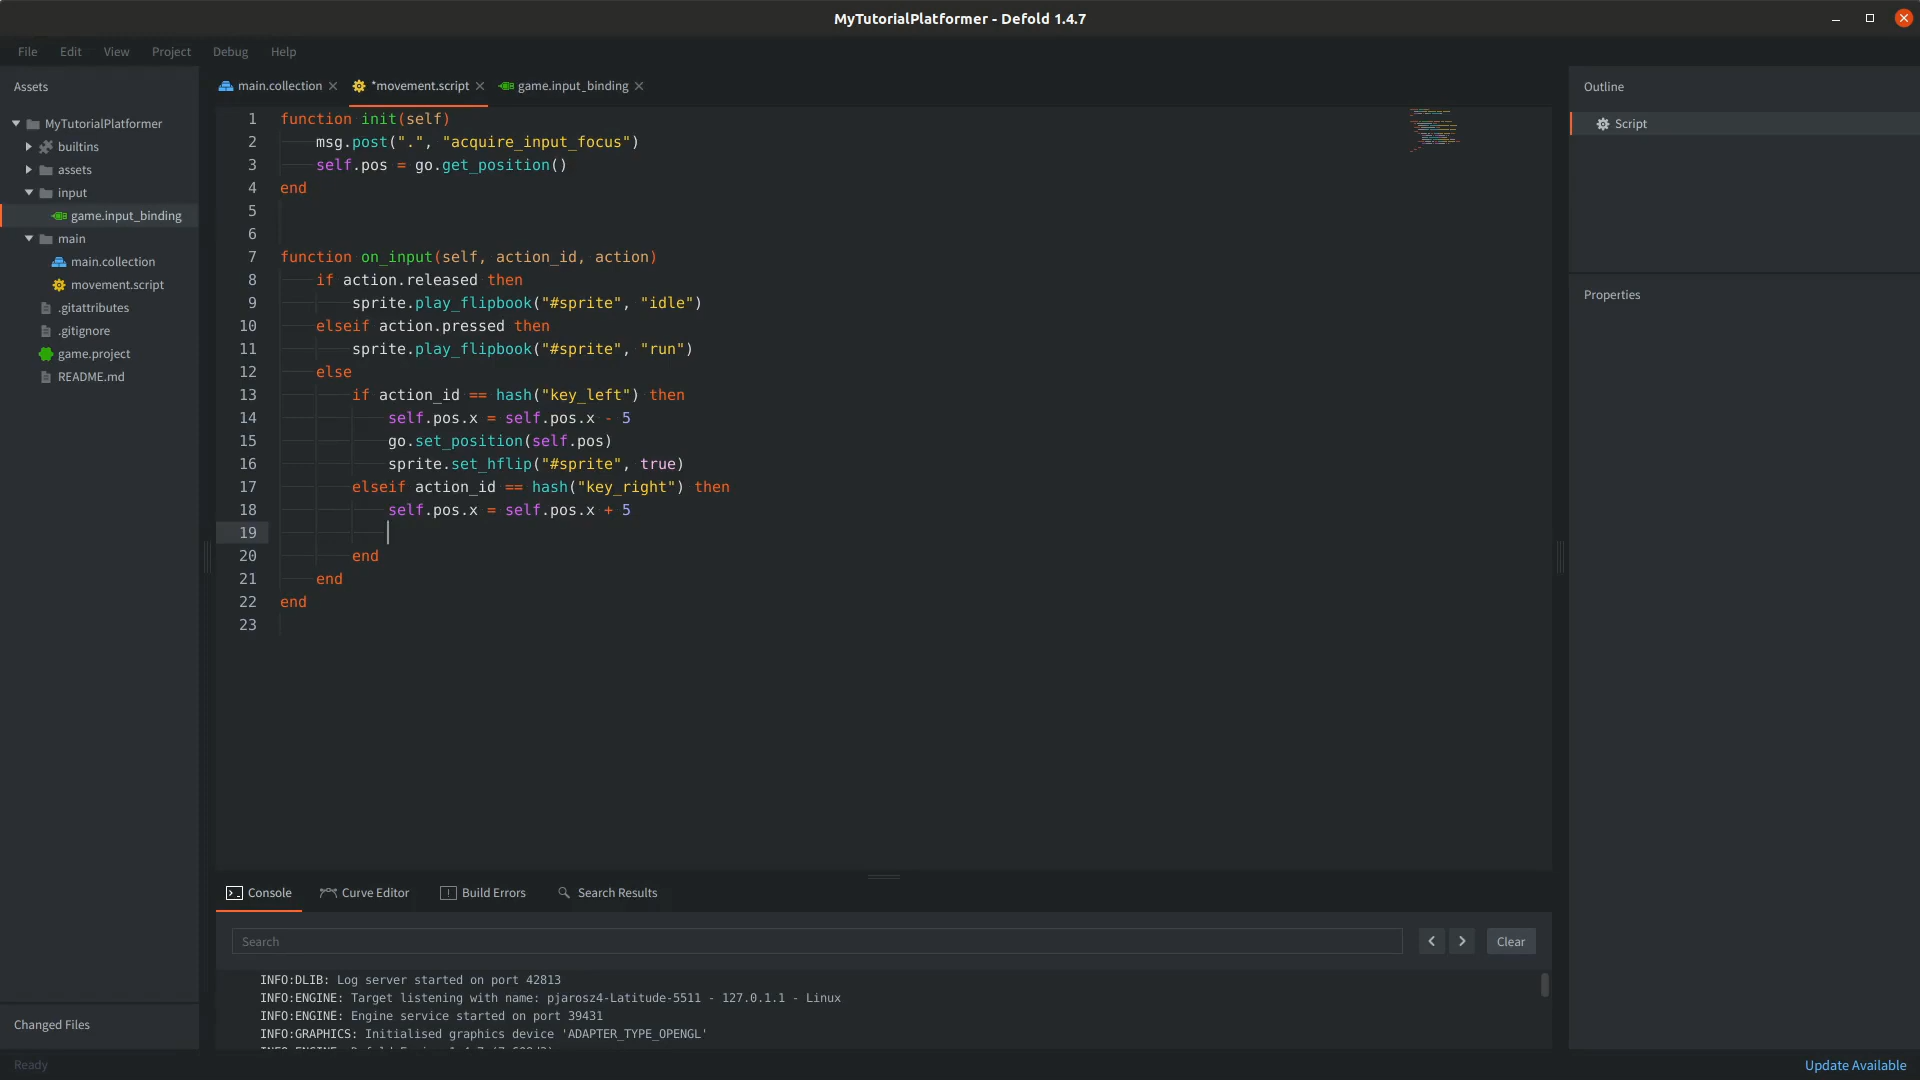 MyTutorialPlatformer - Defold 1.4.7
File Edit View Project Debug Help
Assets
MyTutorialPlatformer
builtins
assets
input
game.input_binding
main
main.collection
movement.script
.gitattributes
.gitignore
game.project
README.md
Changed Files
Ready
main.collection *movement.script game.input_binding
1 function init(self)
2 msg.post(".", "acquire_input_focus")
3 self.pos = go.get_position()
4 end
5
6
7 function on_input(self, action_id, action)
8 if action.released then
9 sprite.play_flipbook("#sprite", "idle")
10 elseif action.pressed then
11 sprite.play_flipbook("#sprite", "run")
12 else
13 if action_id == hash("key_left") then
14 self.pos.x = self.pos.x - 5
15 go.set_position(self.pos)
16 sprite.set_hflip("#sprite", true)
17 elseif action_id == hash("key_right") then
18 self.pos.x = self.pos.x + 5
19
20 end
21 end
22 end
23
Console Curve Editor Build Errors Search Results
Search
Clear
INFO:DLIB: Log server started on port 42813
INFO:ENGINE: Target listening with name: pjarosz4-Latitude-5511 - 127.0.1.1 - Linux
INFO:ENGINE: Engine service started on port 39431
INFO:GRAPHICS: Initialised graphics device 'ADAPTER_TYPE_OPENGL'
Outline
Script
Properties
Update Available